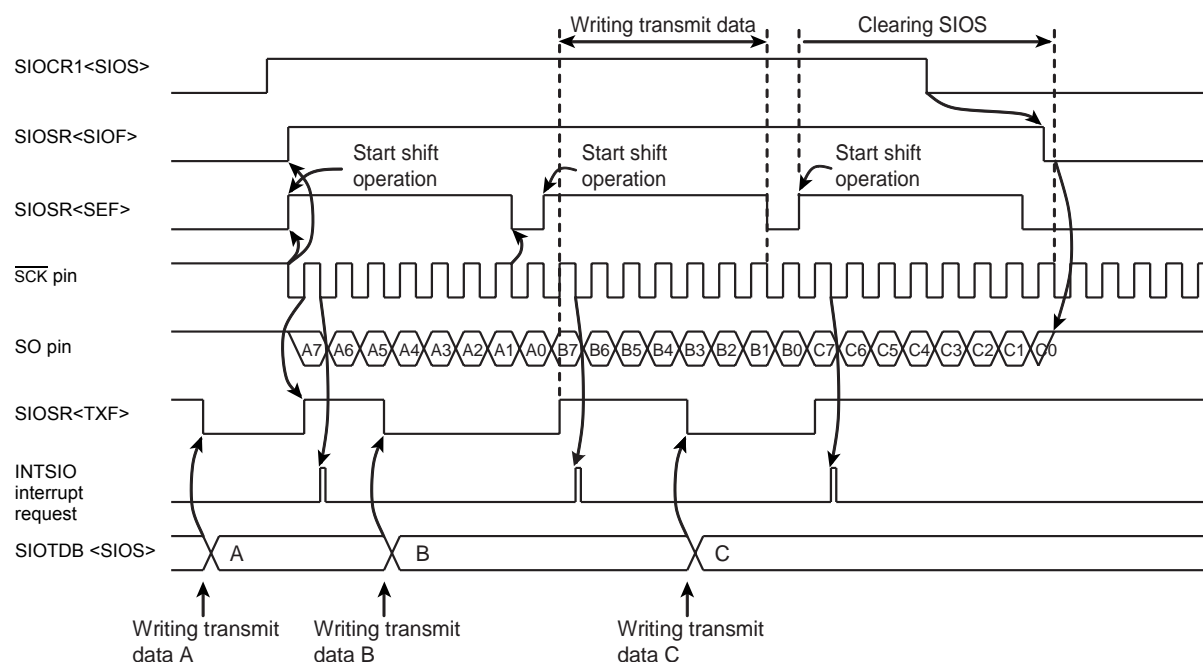 Writing transmit data
Clearing SIOS
SIOCR1<SIOS>
SIOSR<SIOF>
Start shift
operation
Start shift
operation
Start shift
operation
SIOSR<SEF>
SCK pin
SO pin
A7 A6 A5 A4 A3 A2 A1 A0 B7 B6 B5 B4 B3 B2 B1 B0 C7 C6 C5 C4 C3 C2 C1 C0
SIOSR<TXF>
INTSIO
interrupt
request
SIOTDB <SIOS>
A
B
C
Writing transmit
data A
Writing transmit
data B
Writing transmit
data C